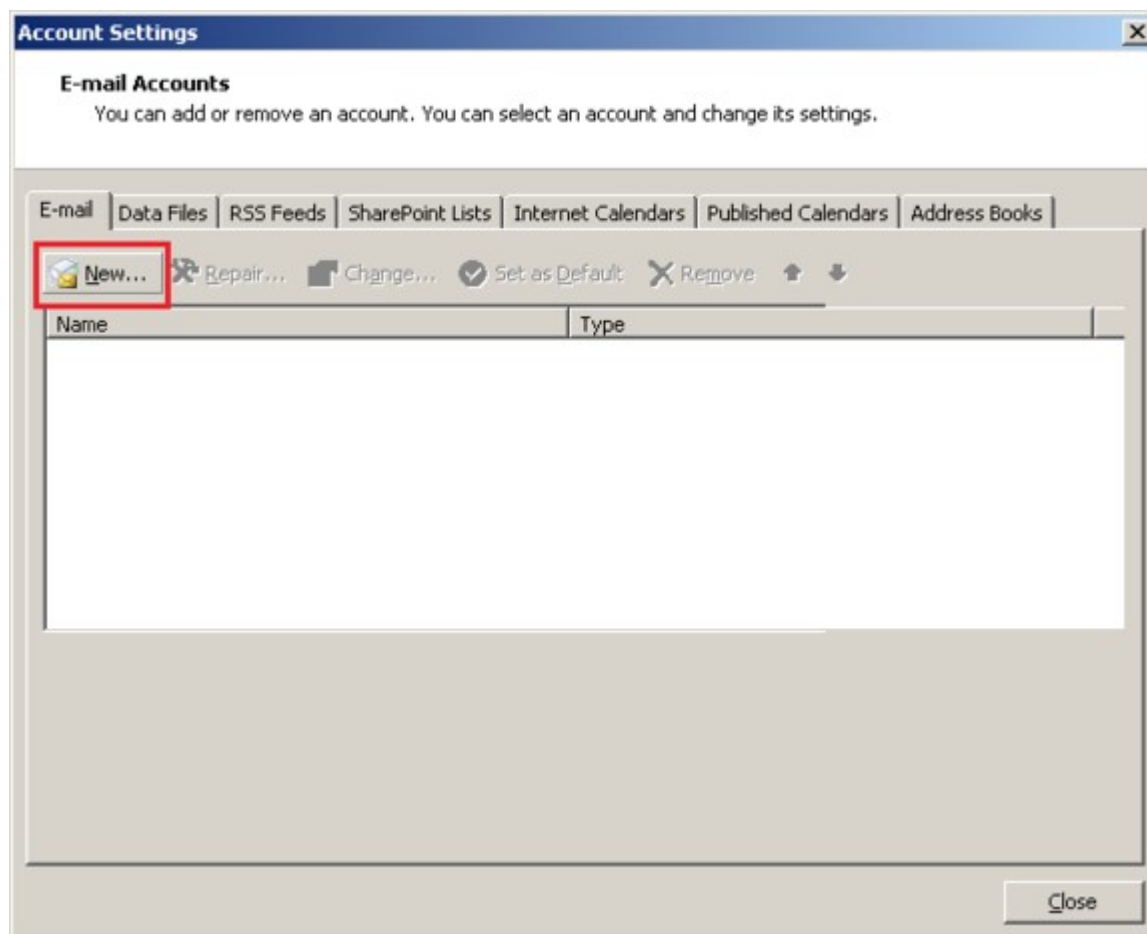 Account Settings
E-mail Accounts
You can add or remove an account. You can select an account and change its settings.
E-mail Data Files RSS Feeds SharePoint Lists Internet Calendars Published Calendars Address Books
New... Repair... Change... Set as Default Remove
Name Type
Close